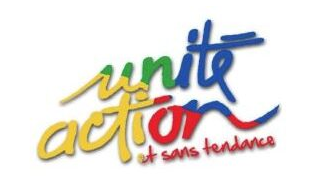 unité
action
et sans tendance